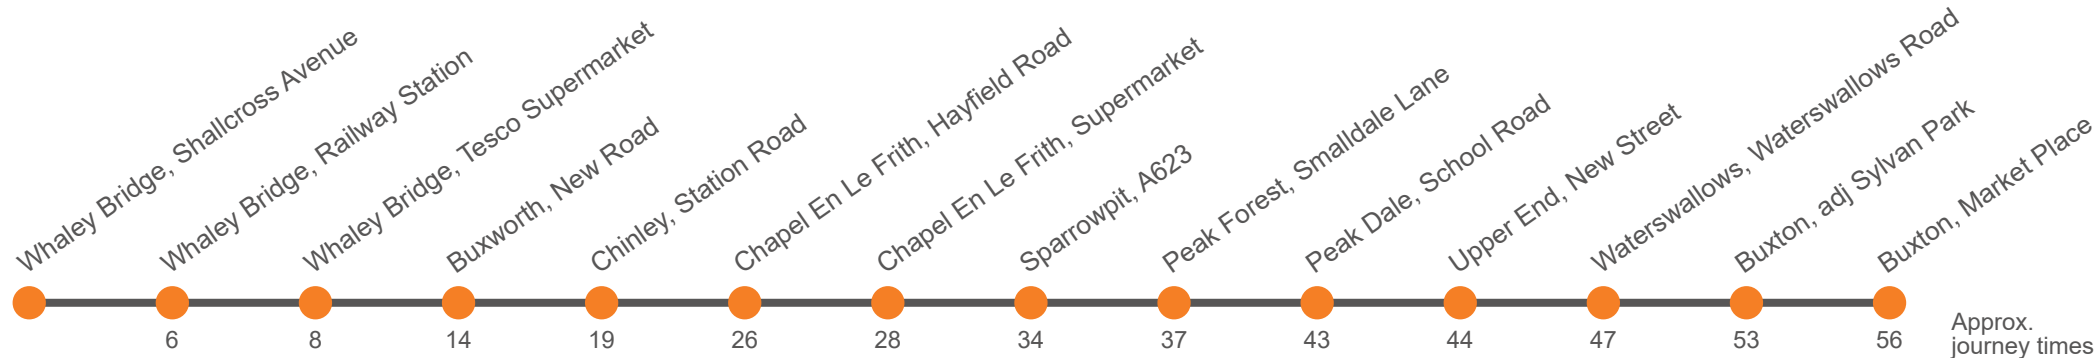 Whaley Bridge, Shallcross Avenue
Whaley Bridge, Railway Station
Whaley Bridge, Tesco Supermarket
Buxworth, New Road
Chinley, Station Road
Chapel En Le Frith, Hayfield Road
Chapel En Le Frith, Supermarket
Sparrowpit, A623
Peak Forest, Smalldale Lane
Peak Dale, School Road
Upper End, New Street
Waterswallows, Waterswallows Road
Buxton, adj Sylvan Park
Buxton, Market Place
6 8 14 19 26 28 34 37 43 44 47 53 56
Approx.
journey times